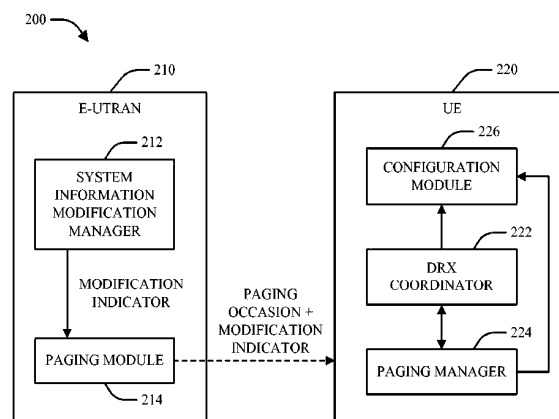 200
210
E-UTRAN
212
SYSTEM
INFORMATION
MODIFICATION
MANAGER
MODIFICATION
INDICATOR
PAGING MODULE
214
PAGING
OCCASION +
MODIFICATION
INDICATOR
220
UE
226
CONFIGURATION
MODULE
222
DRX
COORDINATOR
224
PAGING MANAGER